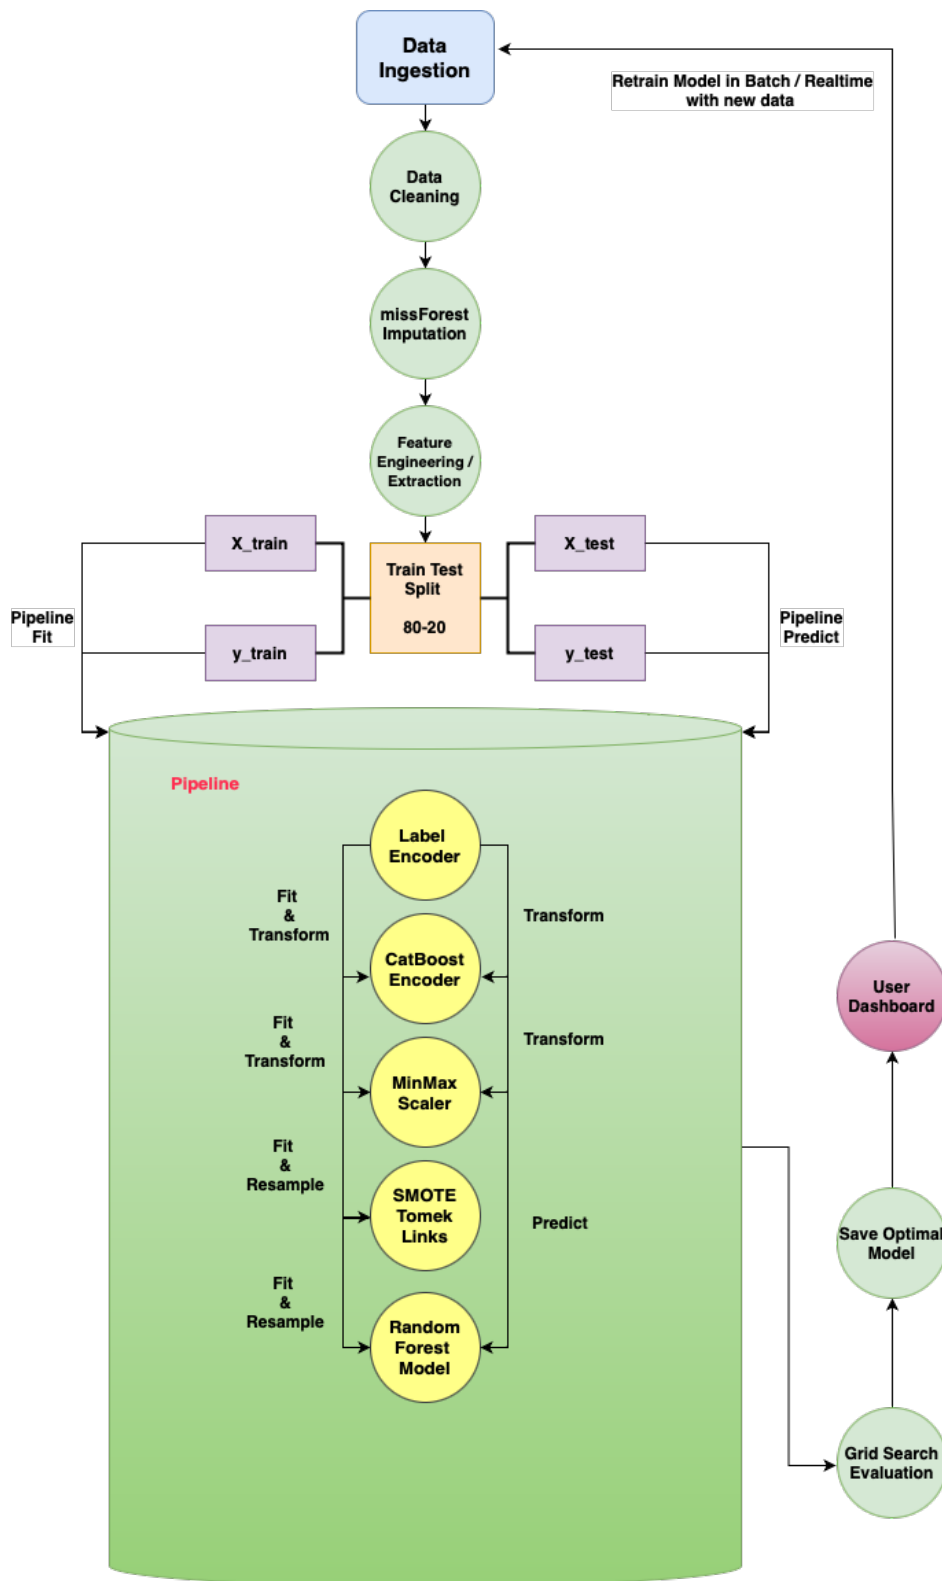 Data
Ingestion
Retrain Model in Batch / Realtime
with new data
Data
Cleaning
missForest
Imputation
Feature
Engineering /
Extraction
X_train
X_test
Train Test
Split
80-20
Pipeline
Fit
Pipeline
Predict
y_train
y_test
Pipeline
Label
Encoder
Fit
&
Transform
Transform
CatBoost
Encoder
Fit
&
Transform
Transform
MinMax
Scaler
Fit
&
Resample
SMOTE
Tomek
Links
Predict
Fit
&
Resample
Random
Forest
Model
User
Dashboard
Save Optimal
Model
Grid Search
Evaluation